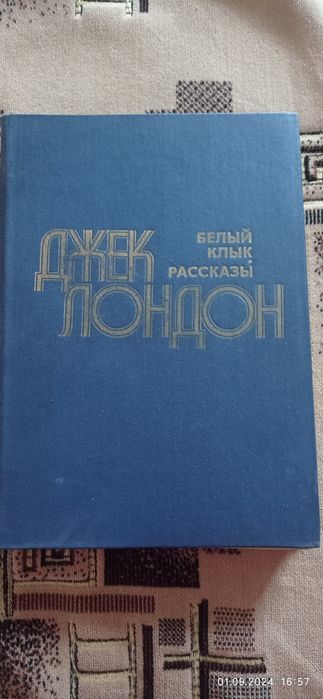 ДЖЕК
ЛОНДОН
БЕЛЫЙ
КЛЫК
РАССКАЗЫ
01.09.2024 16:57